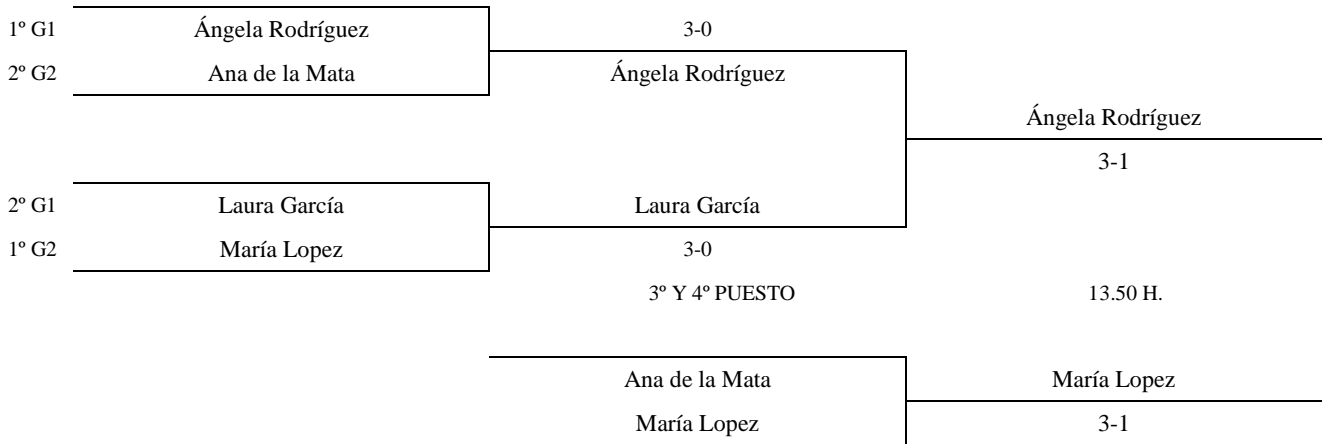 1º G1 Ángela Rodríguez 3-0
2º G2 Ana de la Mata Ángela Rodríguez
Ángela Rodríguez
3-1
2º G1 Laura García Laura García
1º G2 María Lopez 3-0
3º Y 4º PUESTO 13.50 H.
Ana de la Mata María Lopez
María Lopez 3-1